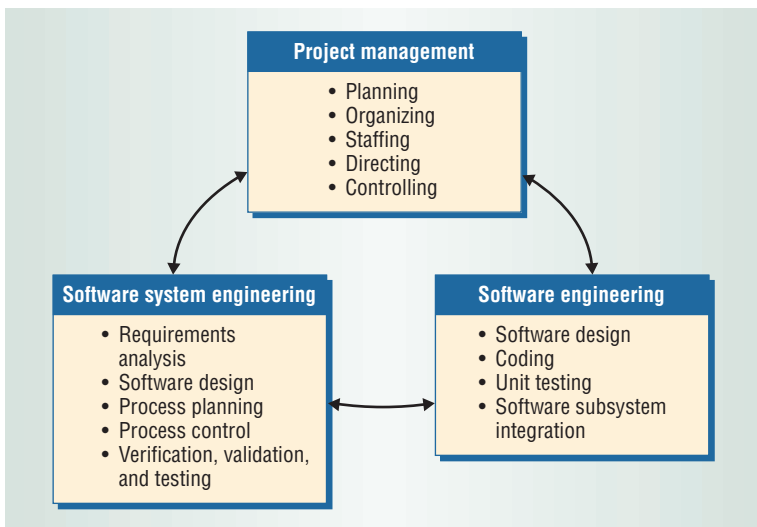 Project management
• Planning
• Organizing
• Staffing
• Directing
• Controlling
Software system engineering
• Requirements
analysis
• Software design
• Process planning
• Process control
• Verification, validation,
and testing
Software engineering
• Software design
• Coding
• Unit testing
• Software subsystem
integration